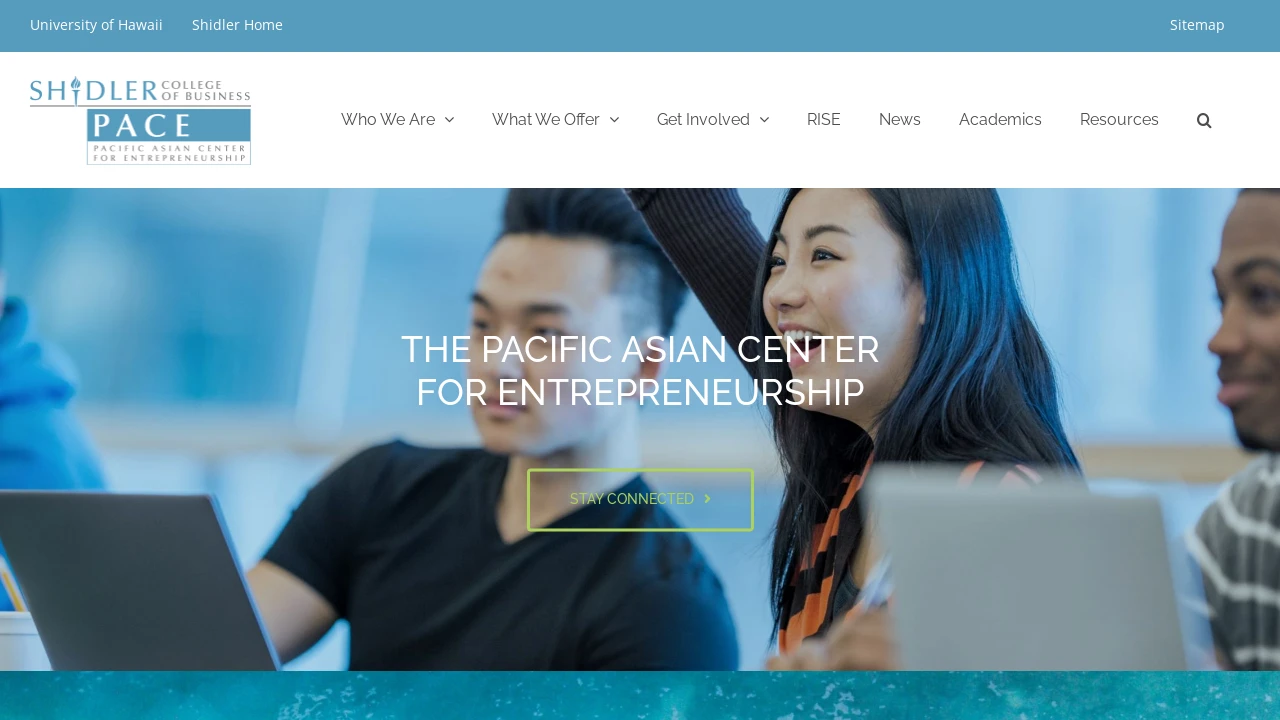 University of Hawaii
Shidler Home
Sitemap
SHIDLER COLLEGE OF BUSINESS
PACE
PACIFIC ASIAN CENTER
FOR ENTREPRENEURSHIP
Who We Are
What We Offer
Get Involved
RISE
News
Academics
Resources
THE PACIFIC ASIAN CENTER
FOR ENTREPRENEURSHIP
STAY CONNECTED